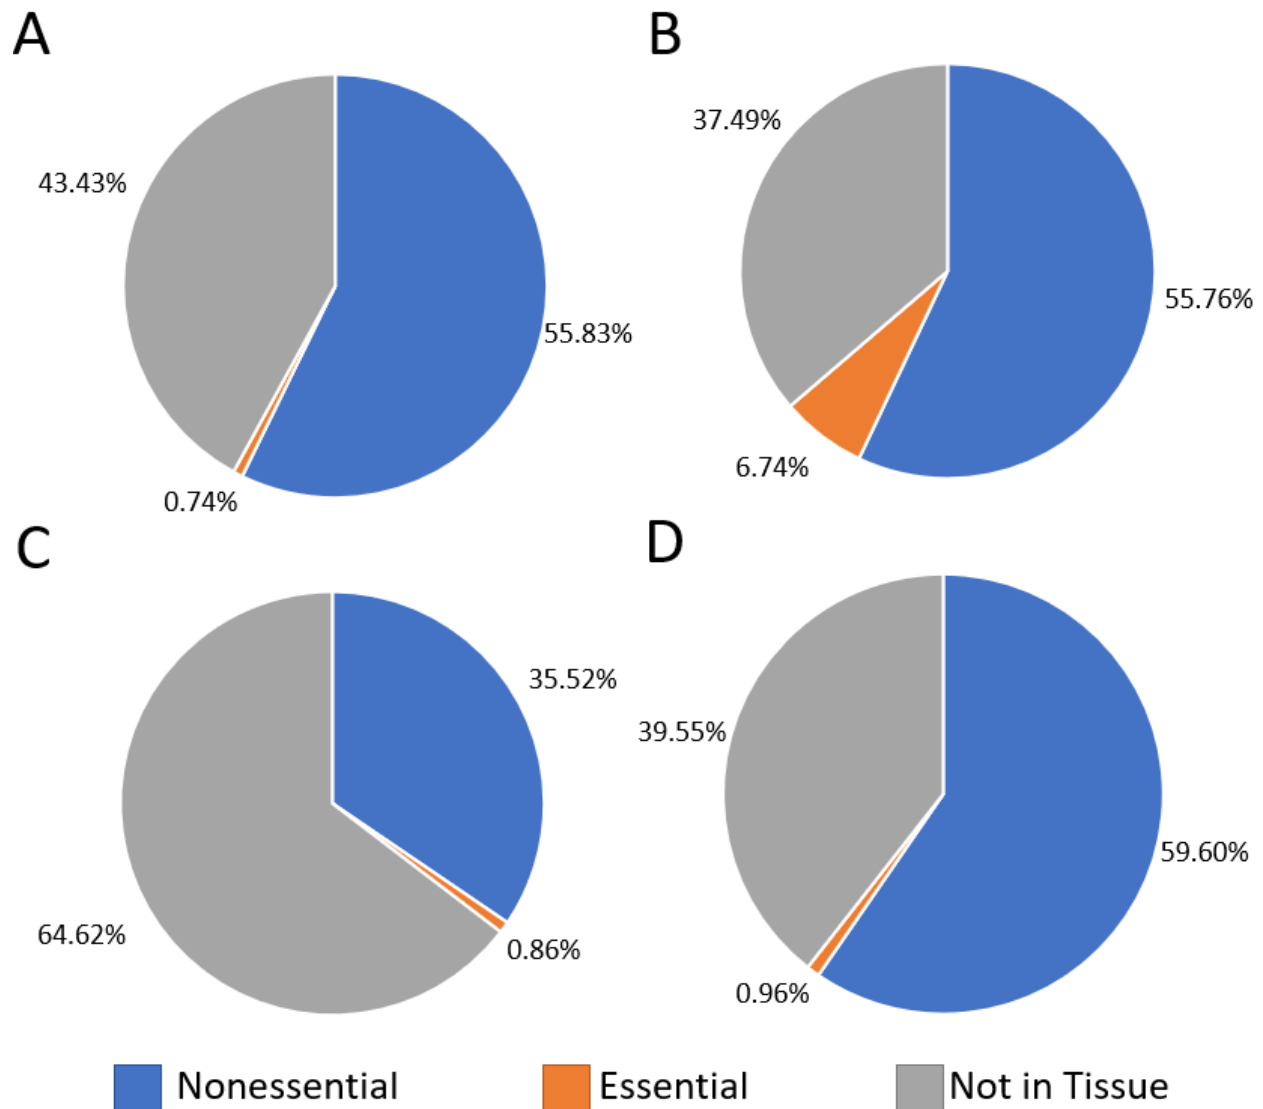 A
B
37.49%
43.43%
55.76%
55.83%
6.74%
0.74%
C
D
35.52%
39.55%
59.60%
64.62%
0.86%
0.96%
Nonessential
Essential
Not in Tissue